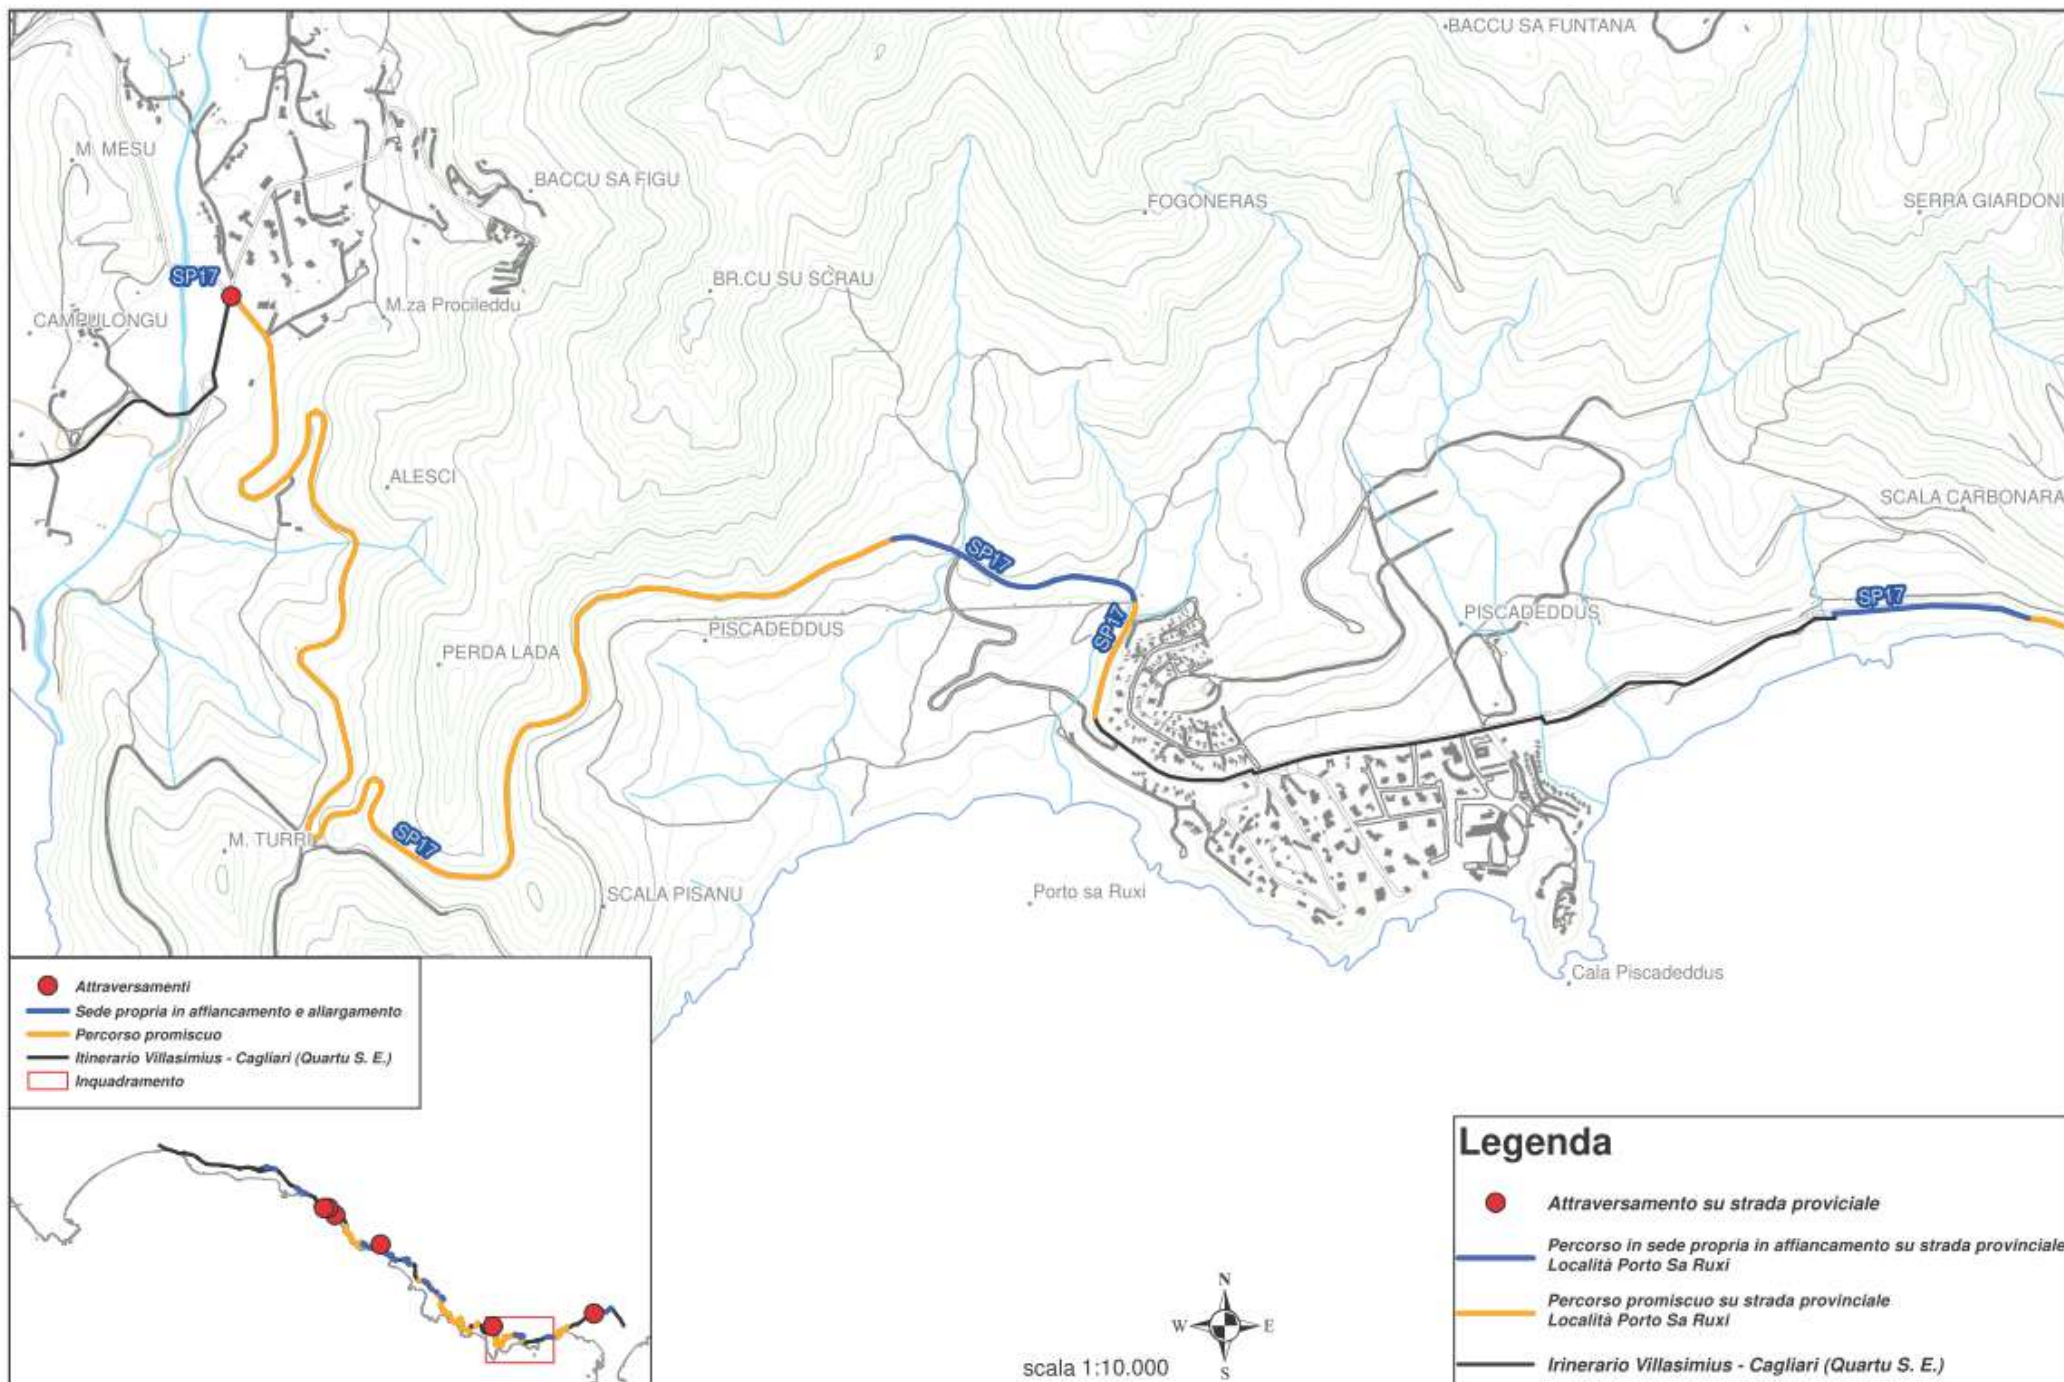 BACCU SA FUNTANA
M. MESU
BACCU SA FIGU
FOGONERAS
SERRA GIARDONI
SP17
BR.CU SU SCRAU
M.za Procileddu
CAMPULONGU
ALESCI
SCALA CARBONARA
SP17
SP17
PISCADEDDUS
SP17
PISCADEDDUS
PERDA LADA
M. TURRI
SP17
SCALA PISANU
Porto sa Ruxi
Cala Piscadeddus
Attraversamenti
Sede propria in affiancamento e allargamento
Percorso promiscuo
Itinerario Villasimius - Cagliari (Quartu S. E.)
Inquadramento
Legenda
Attraversamento su strada proviciale
Percorso in sede propria in affiancamento su strada provinciale
Località Porto Sa Ruxi
Percorso promiscuo su strada provinciale
Località Porto Sa Ruxi
Irinerario Villasimius - Cagliari (Quartu S. E.)
N
W E
S
scala 1:10.000